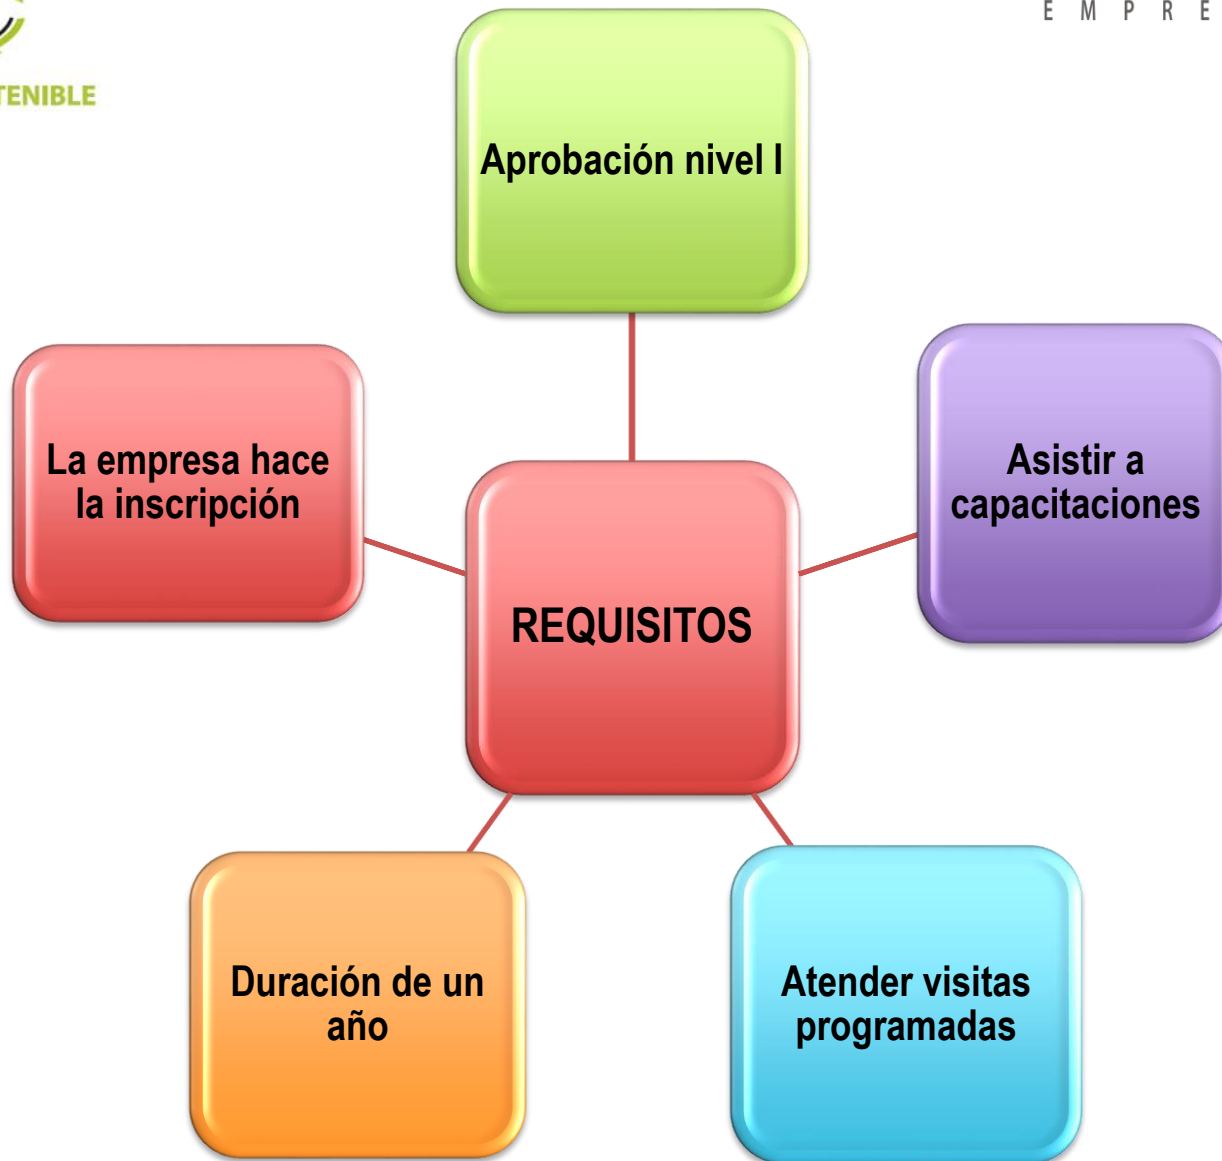 E M P R E
TENIBLE
Aprobación nivel I
La empresa hace
la inscripción
Asistir a
capacitaciones
REQUISITOS
Duración de un
año
Atender visitas
programadas